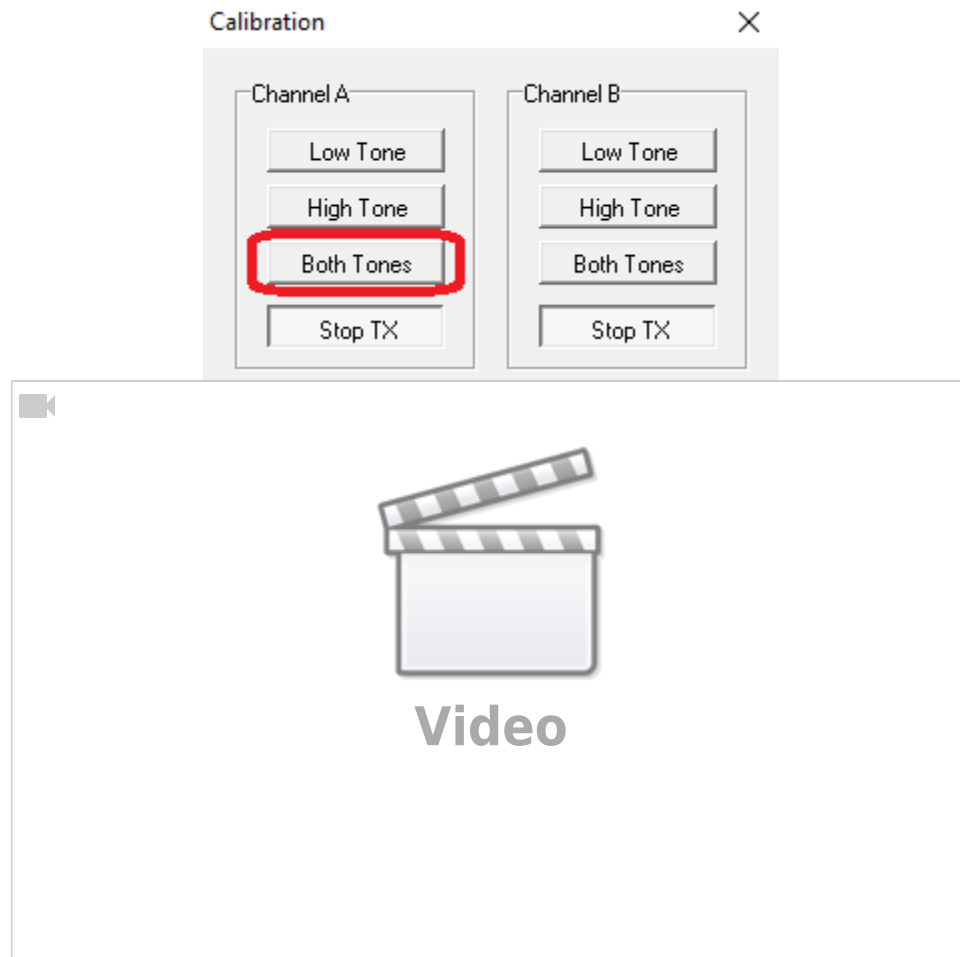 Calibration
Channel A
Channel B
Low Tone
Low Tone
High Tone
High Tone
Both Tones
Both Tones
Stop TX
Stop TX
Video